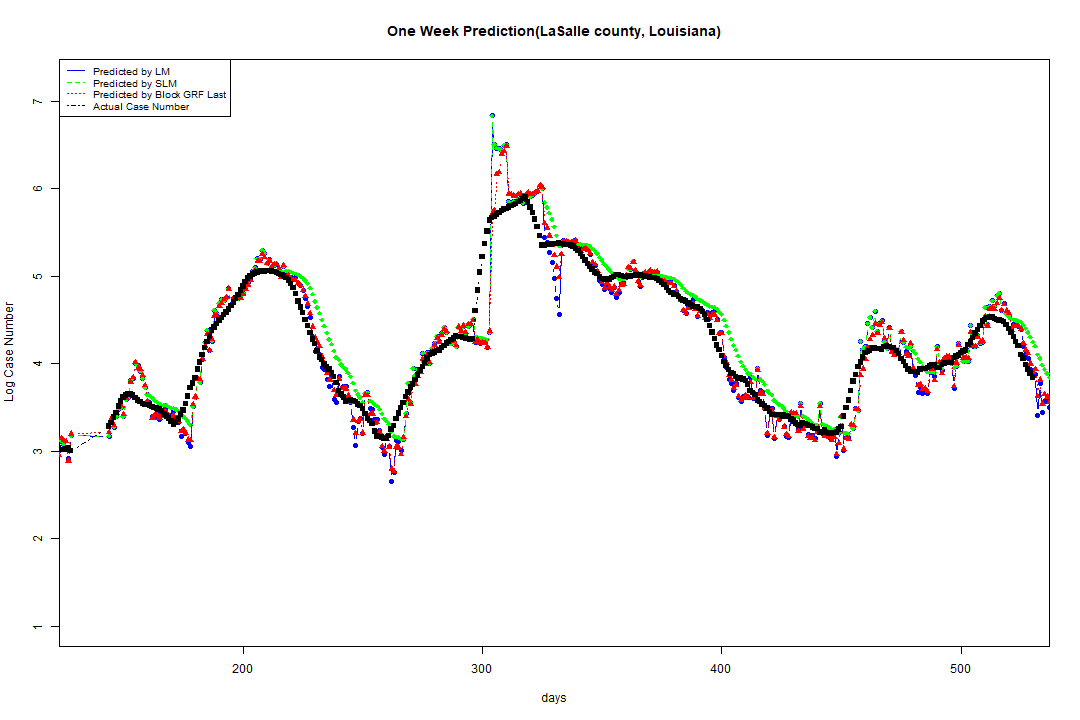 One Week Prediction(LaSalle county, Louisiana)
Predicted by LM
Predicted by SLM
Predicted by Block GRF Last
Actual Case Number
7
6
5
4
3
2
1
Log Case Number
200 300 400 500
days